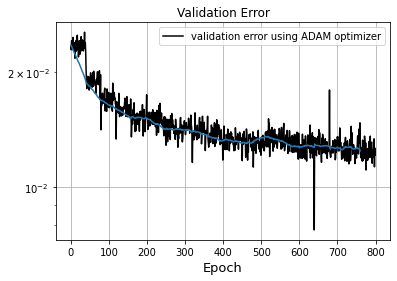 Validation Error
validation error using ADAM optimizer
2 × 10⁻²
10⁻²
0 100 200 300 400 500 600 700 800
Epoch